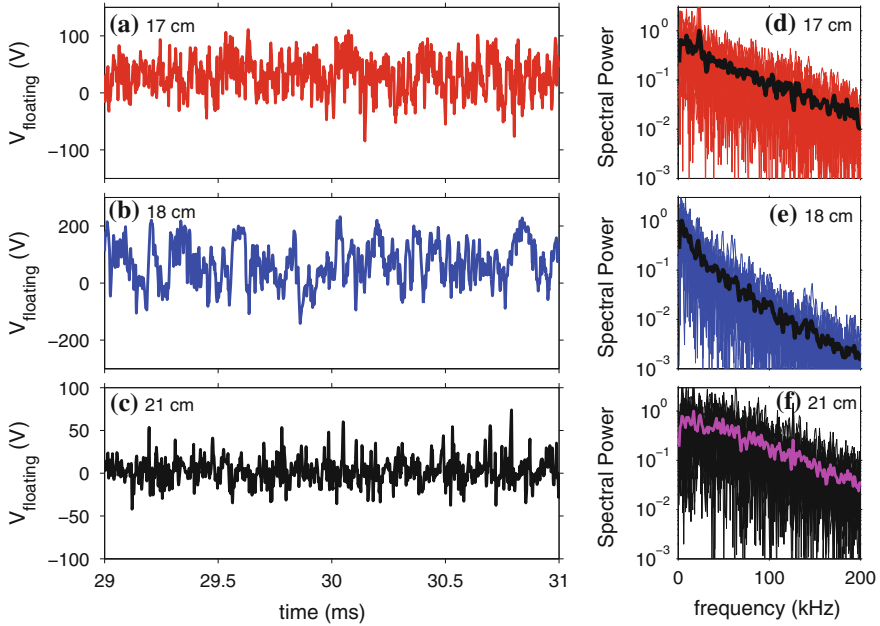 (a) 17 cm
V_floating (V)
100
0
−100
(b) 18 cm
V_floating (V)
200
0
−200
(c) 21 cm
V_floating (V)
100
50
0
−50
−100
29
29.5
30
30.5
31
time (ms)
(d) 17 cm
Spectral Power
10^0
10^−1
10^−2
10^−3
(e) 18 cm
Spectral Power
10^0
10^−1
10^−2
10^−3
(f) 21 cm
Spectral Power
10^0
10^−1
10^−2
10^−3
0
100
200
frequency (kHz)